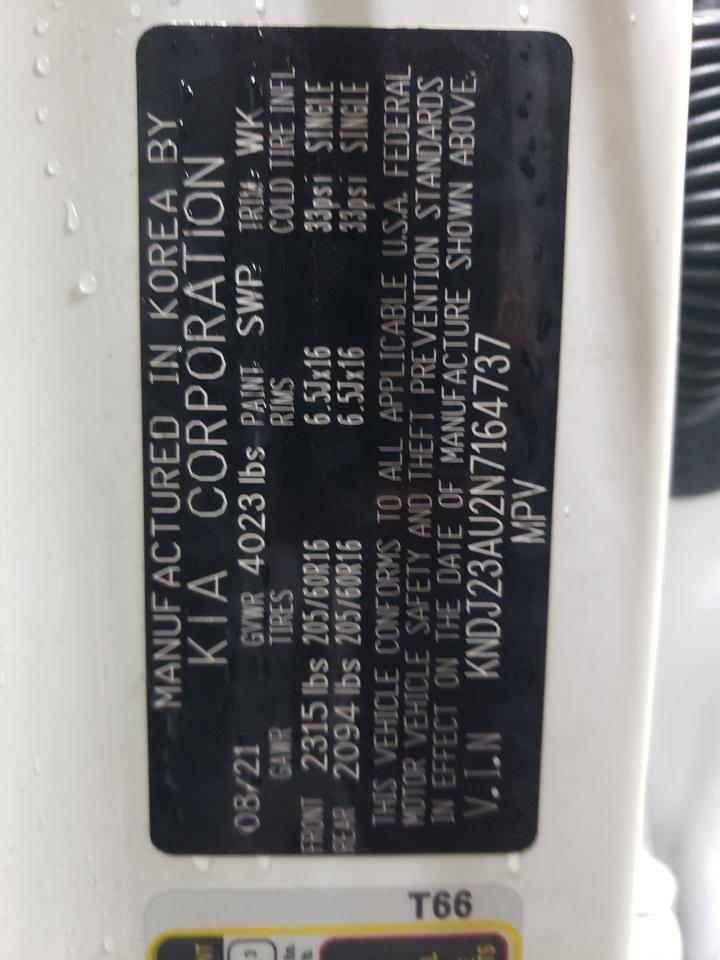 MANUFACTURED IN KOREA BY
KIA CORPORATION
08/21 GVWR 4023 lbs PAINT: SWP TRIM: WK
GAWR TIRES RIMS COLD TIRE INFL
FRONT 2315 lbs 205/60R16 6.5Jx16 33psi SINGLE
REAR 2094 lbs 205/60R16 6.5Jx16 33psi SINGLE
THIS VEHICLE CONFORMS TO ALL APPLICABLE U.S.A. FEDERAL
MOTOR VEHICLE SAFETY AND THEFT PREVENTION STANDARDS
IN EFFECT ON THE DATE OF MANUFACTURE SHOWN ABOVE.
V.I.N KNDJ23AU2N7164737
MPV
T66